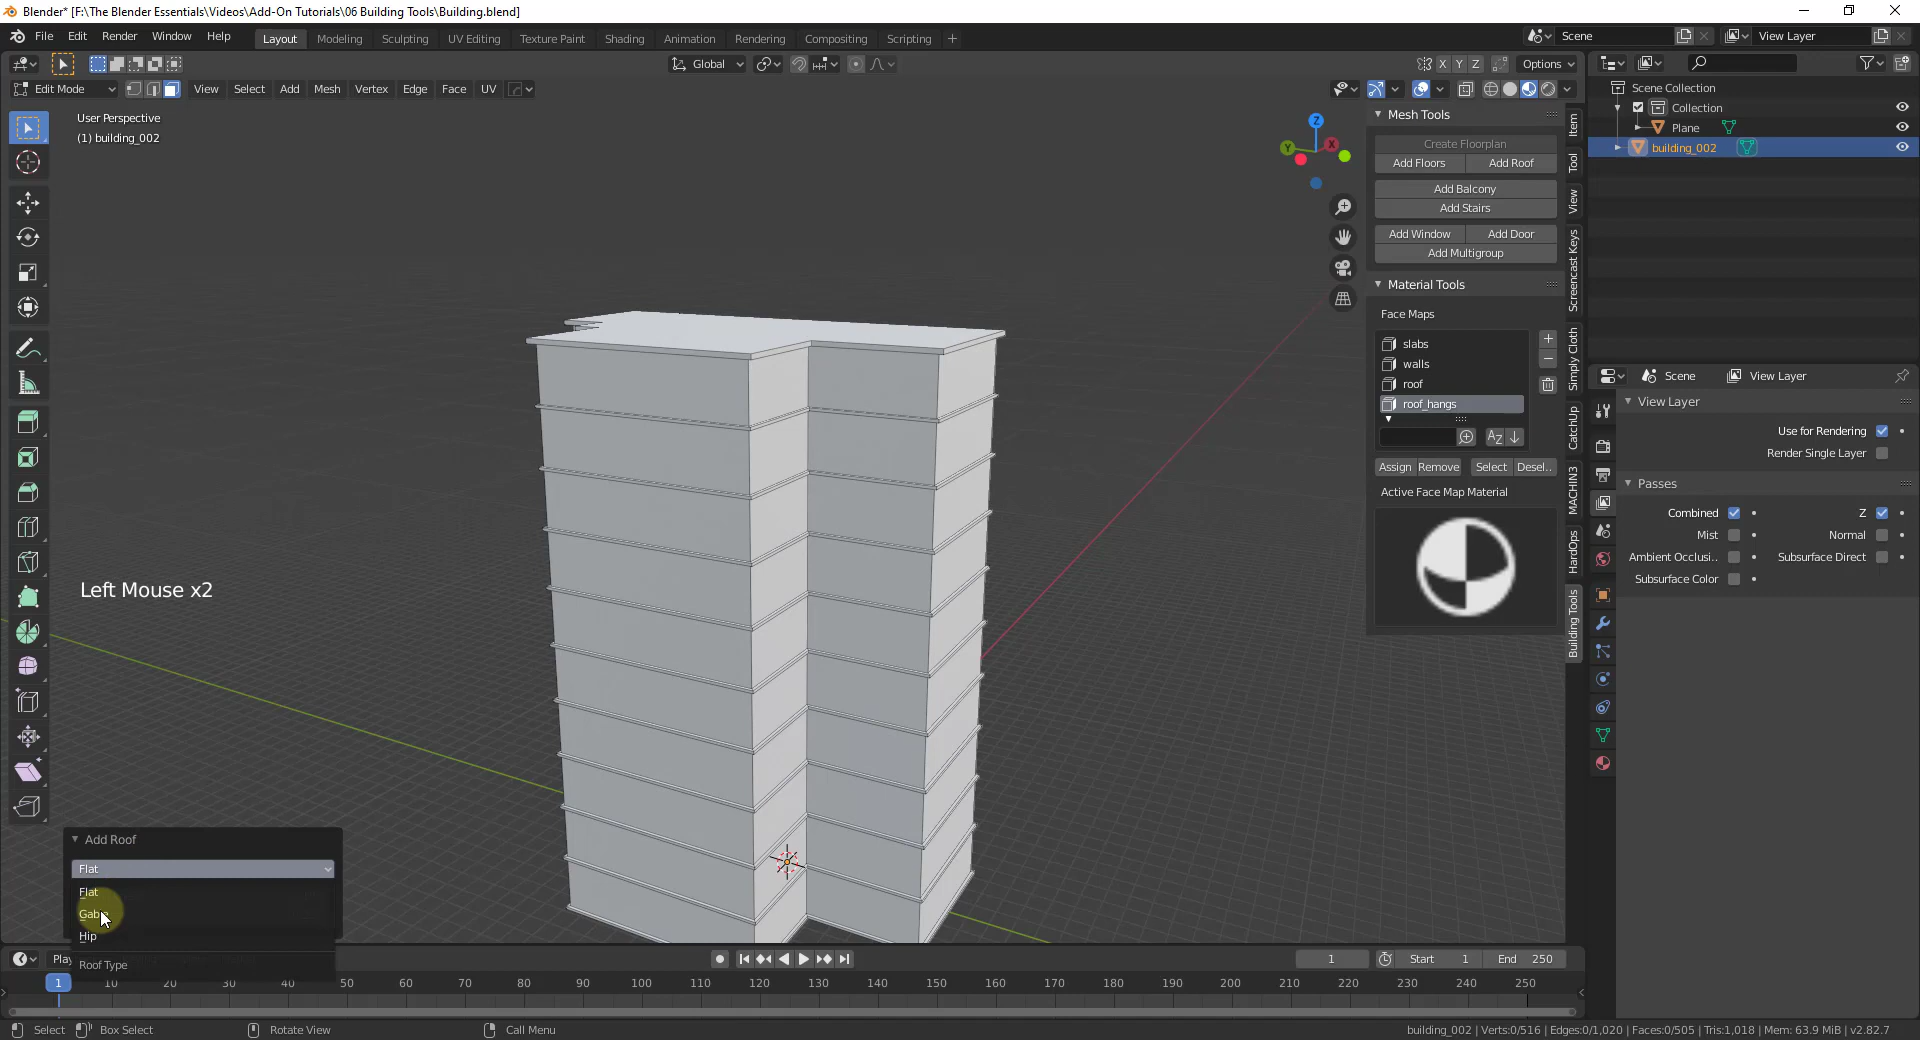 Blender* [F:\The Blender Essentials\Videos\Add-On Tutorials\06 Building Tools\Building.blend]
File Edit Render Window Help Layout Modeling Sculpting UV Editing Texture Paint Shading Animation Rendering Compositing Scripting + Scene View Layer
Global X Y Z Options
Edit Mode View Select Add Mesh Vertex Edge Face UV
User Perspective
(1) building_002
Z
Y
X
Mesh Tools
Create Floorplan
Add Floors Add Roof
Add Balcony
Add Stairs
Add Window Add Door
Add Multigroup
Material Tools
Face Maps
slabs
walls
roof
roof_hangs
Assign Remove Select Desel..
Active Face Map Material
Item
Tool
View
Screencast Keys
Simply Cloth
CatchUp
MACHIN3
HardOps
Building Tools
Scene Collection
Collection
Plane
building_002
Scene View Layer
View Layer
Use for Rendering
Render Single Layer
Passes
Combined Z
Mist Normal
Ambient Occlusi.. Subsurface Direct
Subsurface Color
Left Mouse x2
Add Roof
Flat
Flat
Hip
Roof Type
1 Start 1 End 250
1 10 20 30 40 50 60 70 80 90 100 110 120 130 140 150 160 170 180 190 200 210 220 230 240 250
Select Box Select Rotate View Call Menu
building_002 | Verts:0/516 | Edges:0/1,020 | Faces:0/505 | Tris:1,018 | Mem: 63.9 MiB | v2.82.7